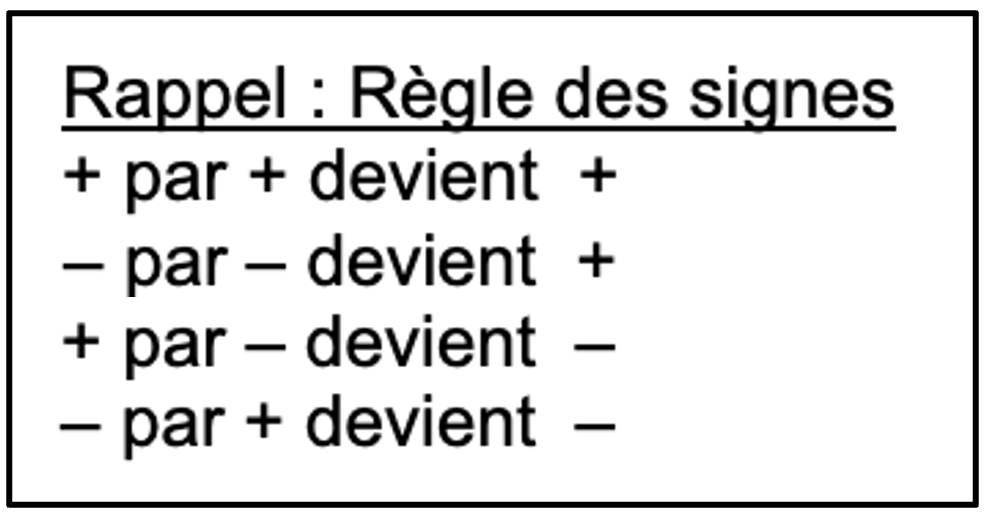 Rappel : Règle des signes
+ par + devient +
– par – devient +
+ par – devient –
– par + devient –